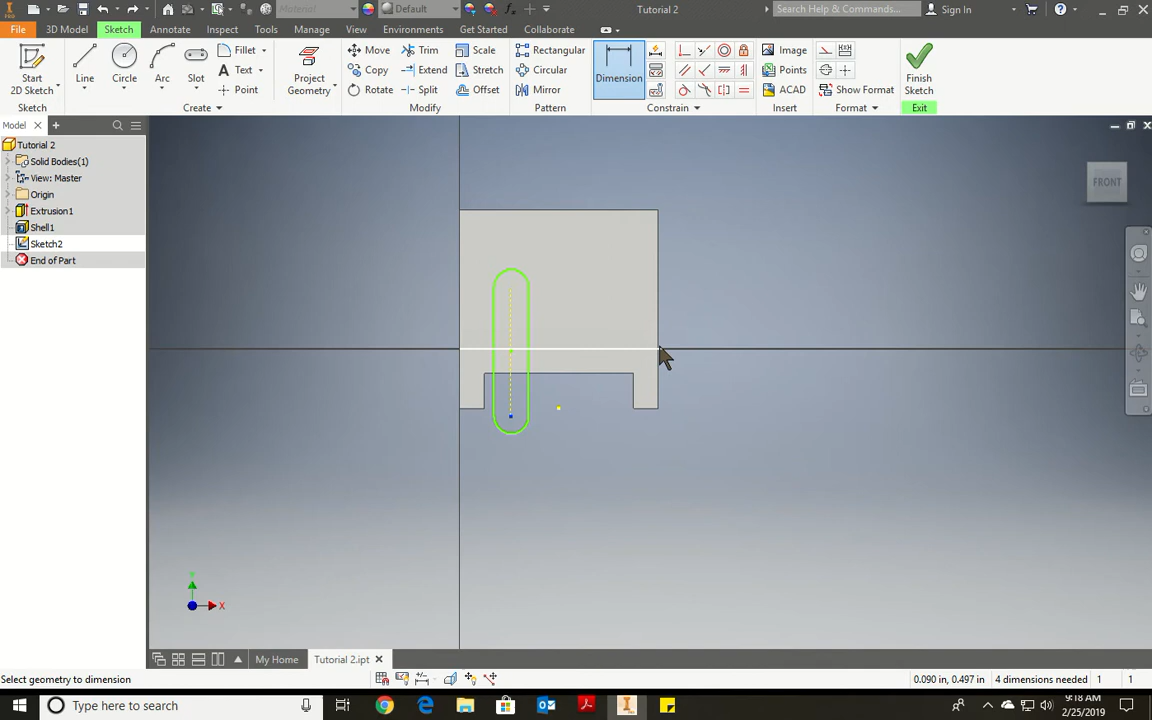 PRO
Material
Default
Tutorial 2
Search Help & Commands...
Sign In
File
3D Model
Sketch
Annotate
Inspect
Tools
Manage
View
Environments
Get Started
Collaborate
Start
2D Sketch
Line
Circle
Arc
Slot
Fillet
Text
Point
Project
Geometry
Move
Copy
Rotate
Trim
Extend
Split
Scale
Stretch
Offset
Rectangular
Circular
Mirror
Dimension
Image
Points
ACAD
Show Format
Finish
Sketch
Sketch
Create
Modify
Pattern
Constrain
Insert
Format
Exit
Model
Tutorial 2
Solid Bodies(1)
View: Master
Origin
Extrusion1
Shell1
Sketch2
End of Part
FRONT
X
My Home
Tutorial 2.ipt
Select geometry to dimension
0.090 in, 0.497 in
4 dimensions needed
1
1
Type here to search
9:18 AM
2/25/2019